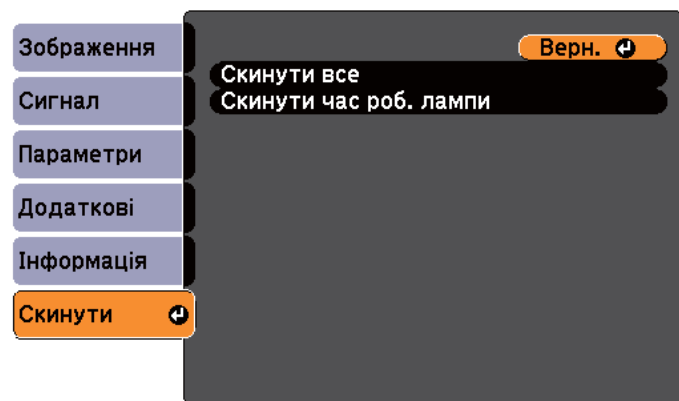 Зображення
Сигнал
Параметри
Додаткові
Інформація
Скинути
Верн.
Скинути все
Скинути час роб. лампи